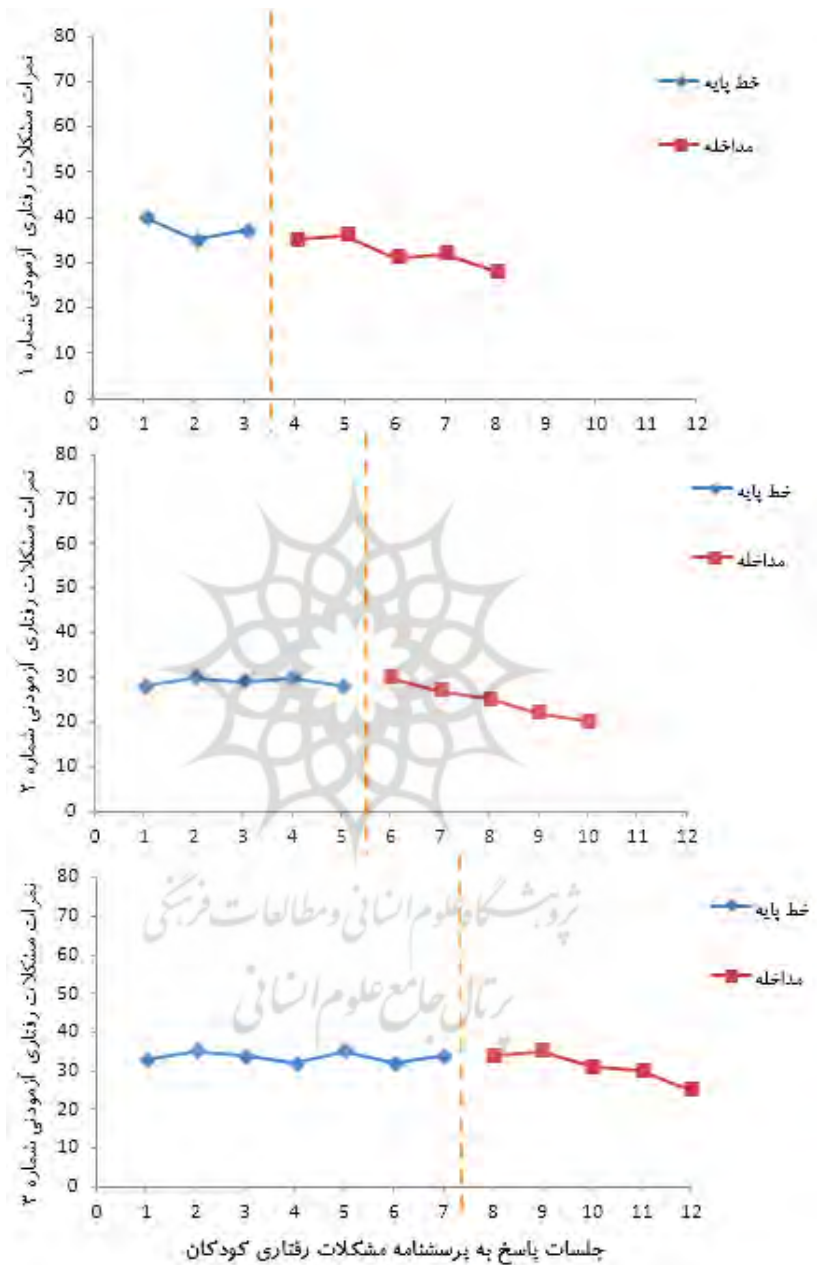 نمرات مشکلات رفتاری آزمودنی شماره ۱
80
70
60
50
40
30
20
10
0
0 1 2 3 4 5 6 7 8 9 10 11 12
خط پایه
مداخله
نمرات مشکلات رفتاری آزمودنی شماره ۲
80
70
60
50
40
30
20
10
0
0 1 2 3 4 5 6 7 8 9 10 11 12
خط پایه
مداخله
نمرات مشکلات رفتاری آزمودنی شماره ۳
80
70
60
50
40
30
20
10
0
0 1 2 3 4 5 6 7 8 9 10 11 12
خط پایه
مداخله
پژوهشگاه علوم انسانی و مطالعات فرهنگی
پرتال جامع علوم انسانی
جلسات پاسخ به پرسشنامه مشکلات رفتاری کودکان